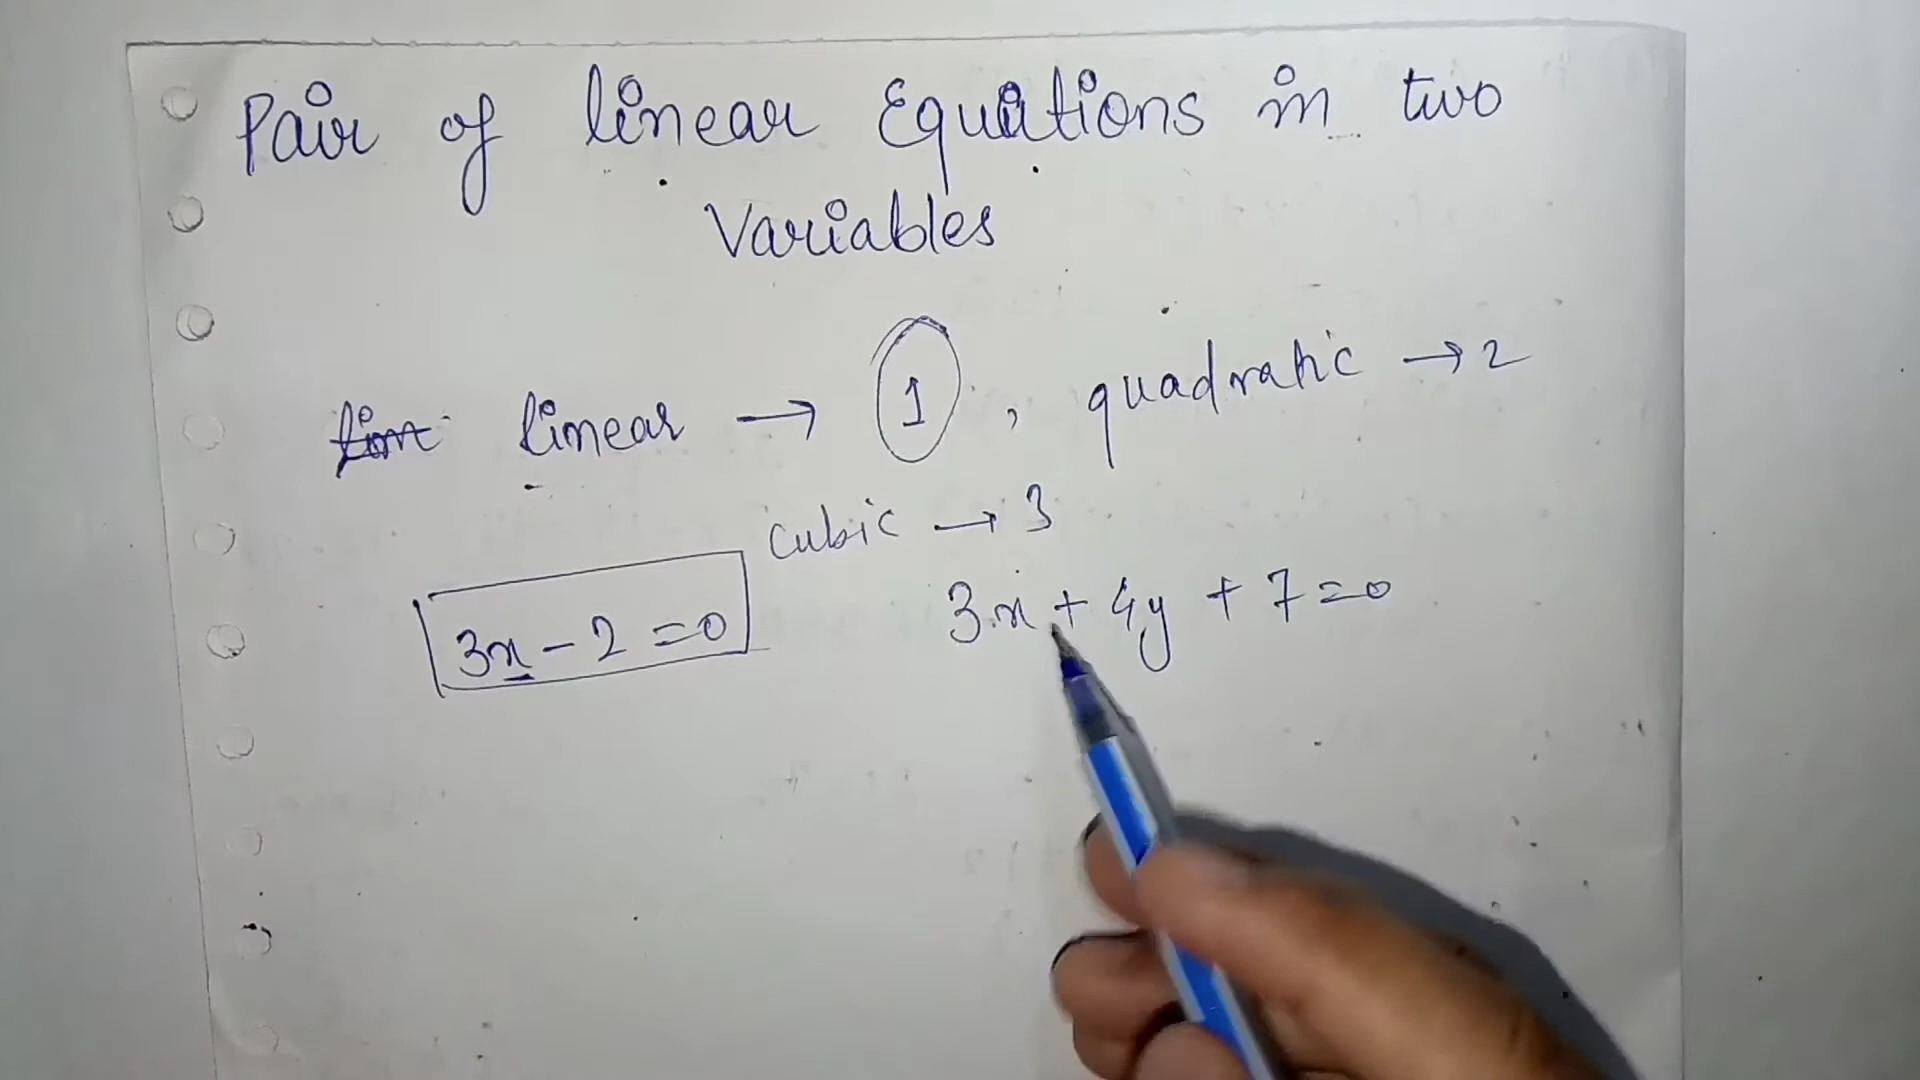 Pair of linear Equations in two
Variables
linear → 1 , quadratic → 2
cubic → 3
3x - 2 = 0
3x + 4y + 7 = 0